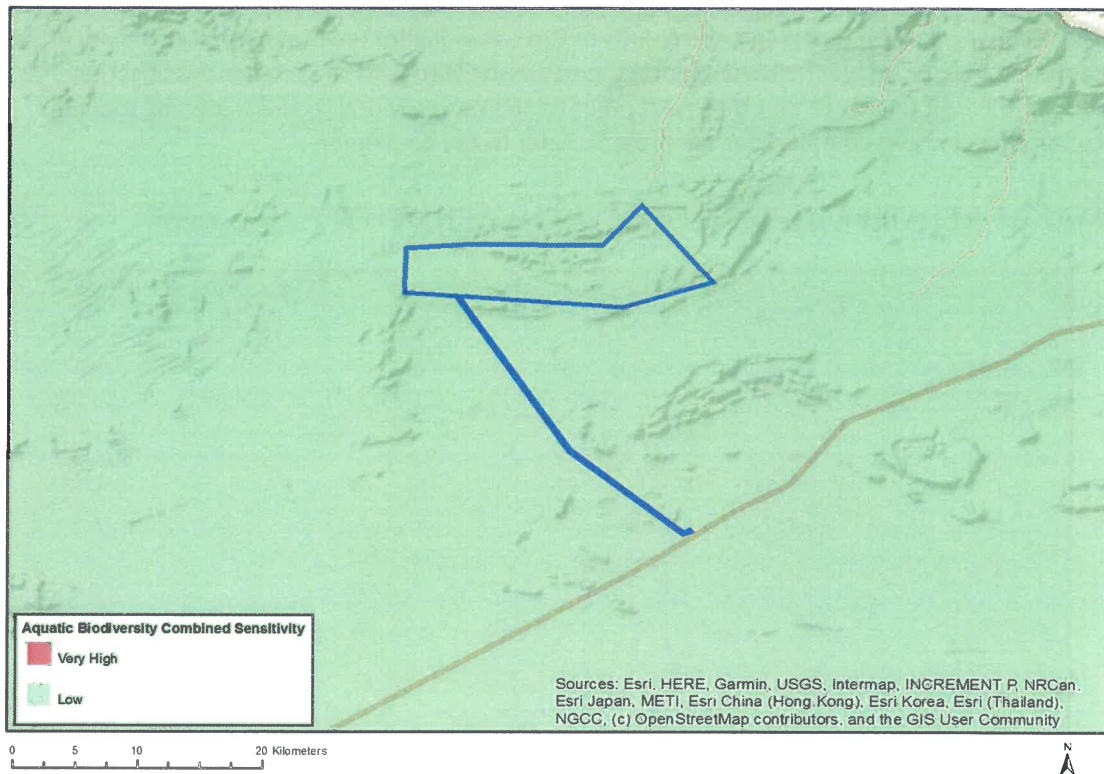 Aquatic Biodiversity Combined Sensitivity
Very High
Low
Sources: Esri, HERE, Garmin, USGS, Intermap, INCREMENT P, NRCan,
Esri Japan, METI, Esri China (Hong Kong), Esri Korea, Esri (Thailand),
NGCC, (c) OpenStreetMap contributors, and the GIS User Community
0 5 10 20 Kilometers
N